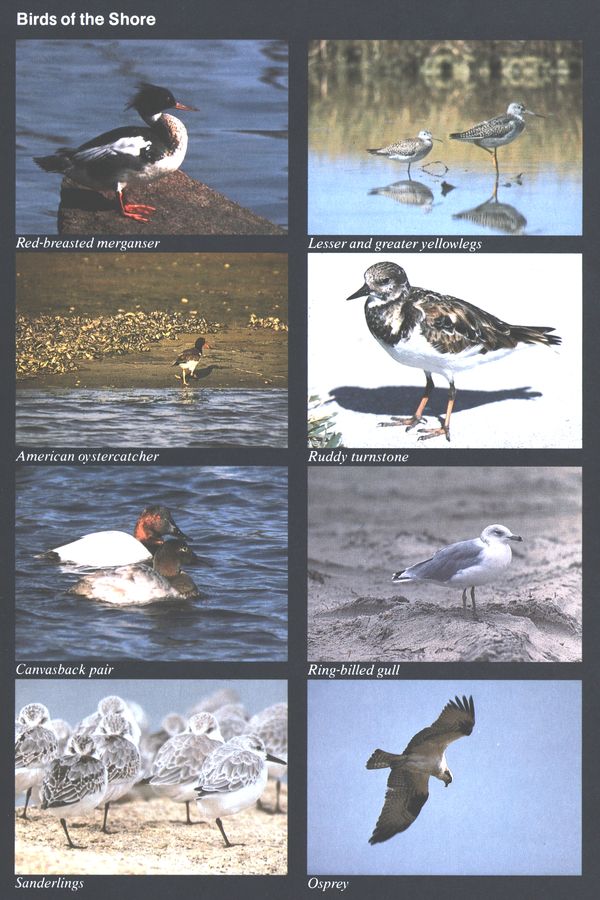 Birds of the Shore
Red-breasted merganser
Lesser and greater yellowlegs
American oystercatcher
Ruddy turnstone
Canvasback pair
Ring-billed gull
Sanderlings
Osprey